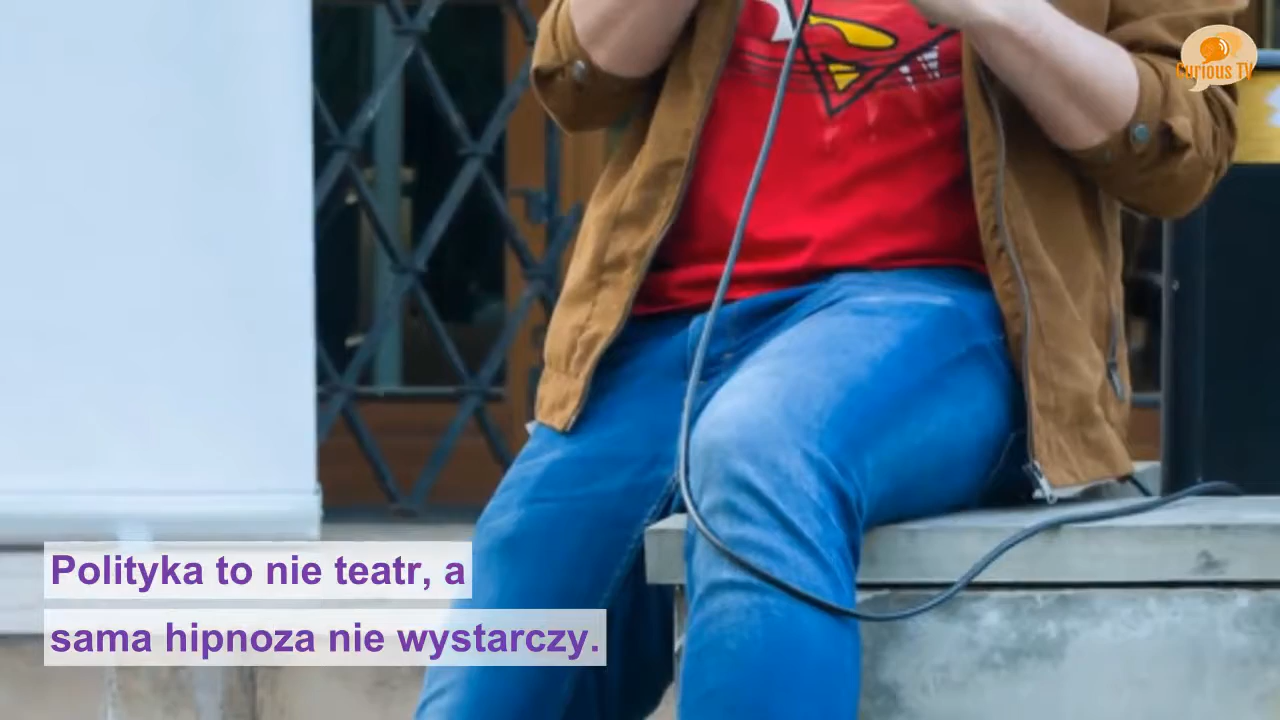 Curious TV
Polityka to nie teatr, a
sama hipnoza nie wystarczy.